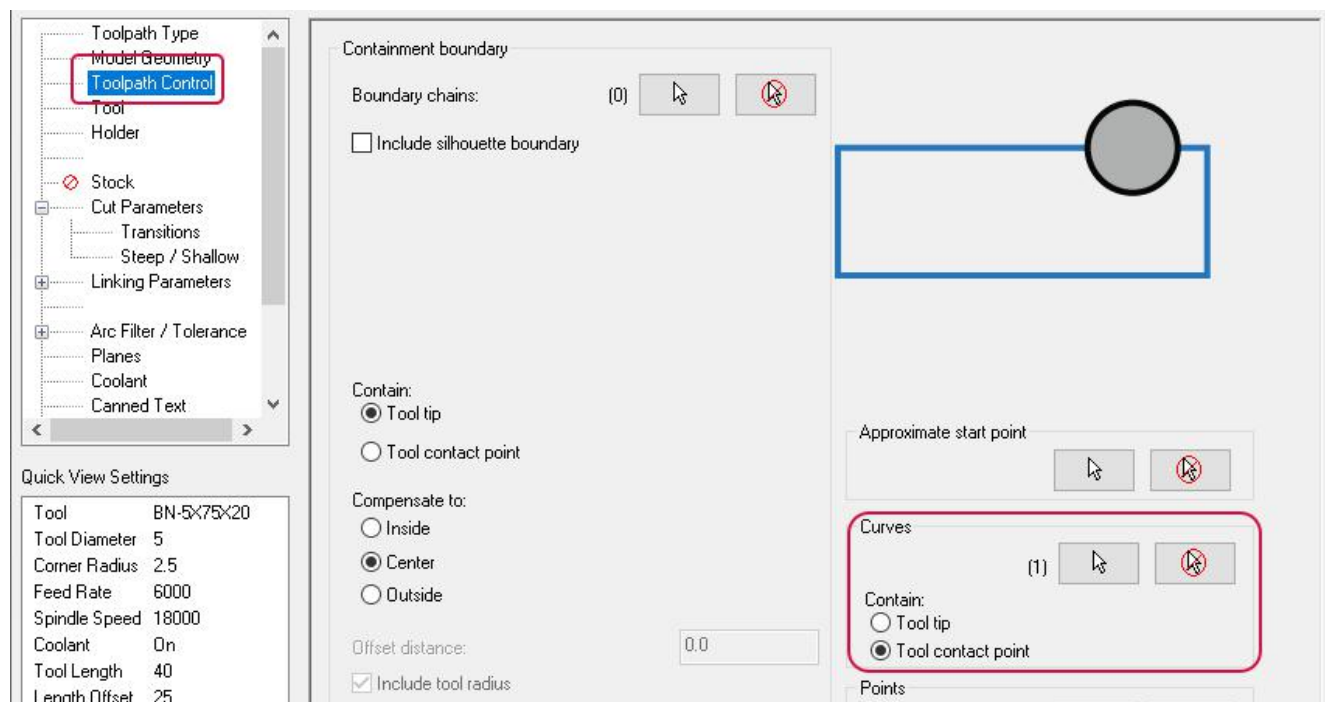 Toolpath Type
Model Geometry
Toolpath Control
Tool
Holder
Stock
Cut Parameters
Transitions
Steep / Shallow
Linking Parameters
Arc Filter / Tolerance
Planes
Coolant
Canned Text
Quick View Settings
Tool BN-5X75X20
Tool Diameter 5
Corner Radius 2.5
Feed Rate 6000
Spindle Speed 18000
Coolant On
Tool Length 40
Length Offset 25
Containment boundary
Boundary chains: (0)
Include silhouette boundary
Contain:
Tool tip
Tool contact point
Compensate to:
Inside
Center
Outside
Offset distance: 0.0
Include tool radius
Approximate start point
Curves
(1)
Contain:
Tool tip
Tool contact point
Points